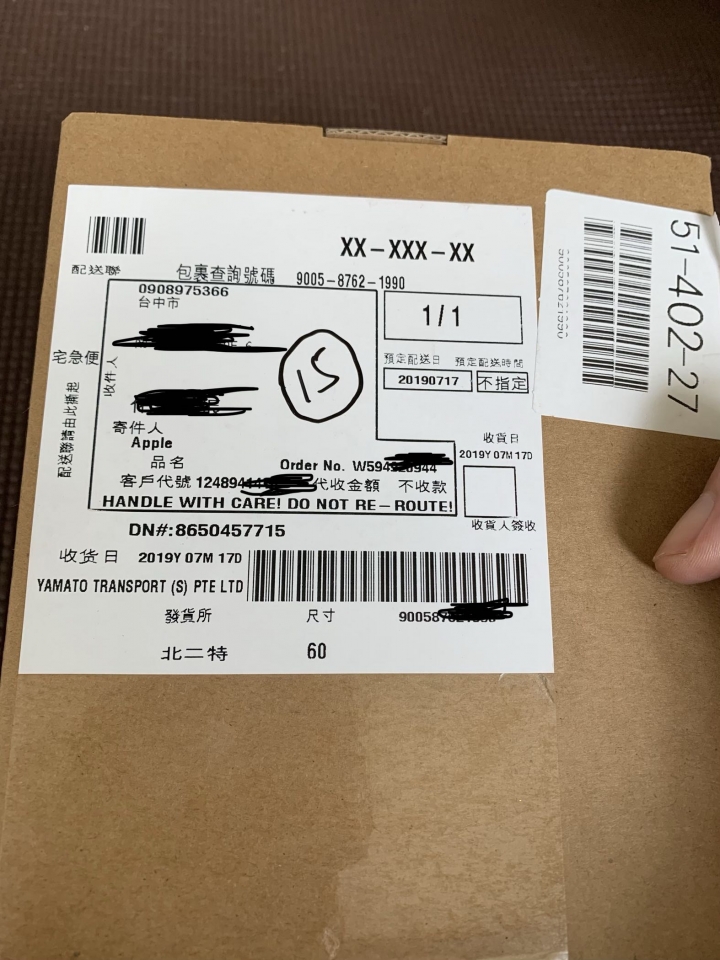 XX-XXX-XX
配送聯
包裹查詢號碼 9005-8762-1990
0908975366
台中市
1/1
宅急便
收件人
15
預定配送日 預定配送時間
20190717 不指定
配送聯請由此撕起
寄件人
Apple
收貨日
2019Y 07M 17D
品名
Order No.
客戶代號 代收金額 不收款
HANDLE WITH CARE! DO NOT RE-ROUTE!
收貨人簽收
DN#:8650457715
收货日 2019Y 07M 17D
YAMATO TRANSPORT (S) PTE LTD
發貨所 尺寸
北二特 60
51-402-27